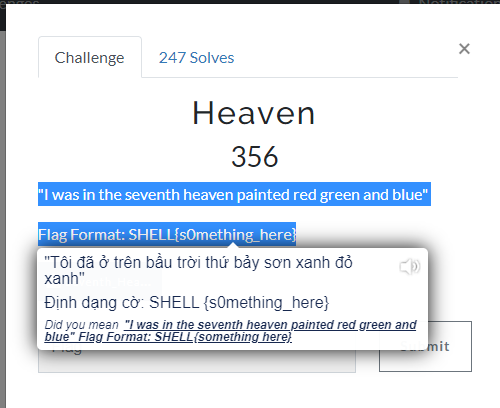 Notification
Challenge
247 Solves
×
Heaven
356
"I was in the seventh heaven painted red green and blue"
Flag Format: SHELL{s0mething_here}
"Tôi đã ở trên bầu trời thứ bảy sơn xanh đỏ
xanh"
Định dạng cờ: SHELL {s0mething_here}
Did you mean "I was in the seventh heaven painted red green and
blue" Flag Format: SHELL{something here}
Flag
Submit